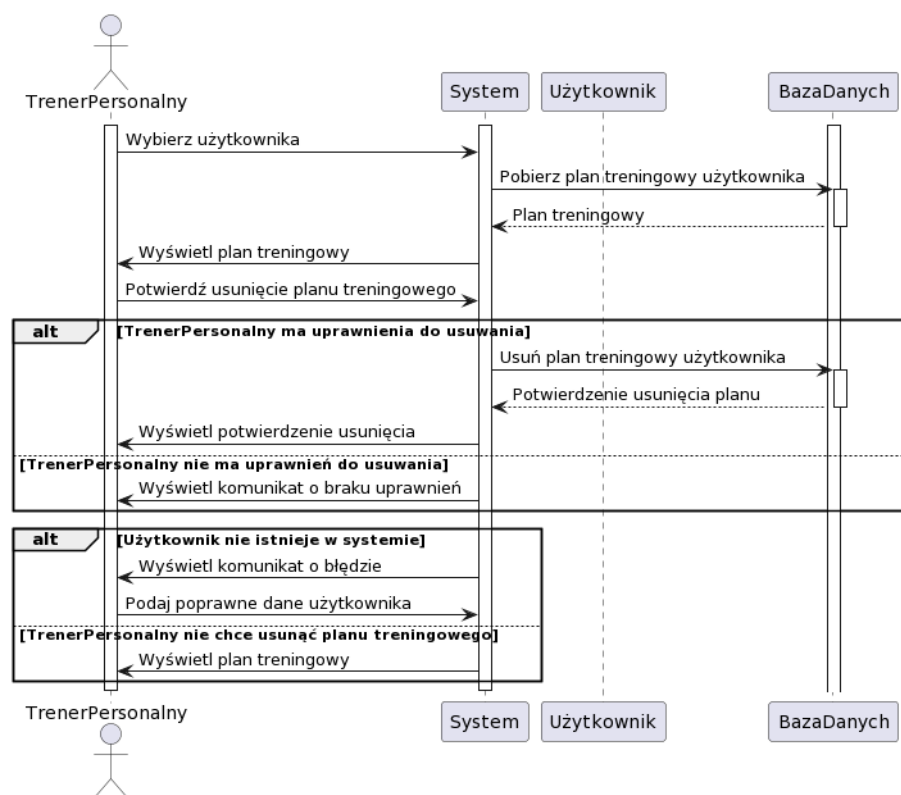 TrenerPersonalny
System
Użytkownik
BazaDanych
Wybierz użytkownika
Pobierz plan treningowy użytkownika
Plan treningowy
Wyświetl plan treningowy
Potwierdź usunięcie planu treningowego
alt [TrenerPersonalny ma uprawnienia do usuwania]
Usuń plan treningowy użytkownika
Potwierdzenie usunięcia planu
Wyświetl potwierdzenie usunięcia
[TrenerPersonalny nie ma uprawnień do usuwania]
Wyświetl komunikat o braku uprawnień
alt [Użytkownik nie istnieje w systemie]
Wyświetl komunikat o błędzie
Podaj poprawne dane użytkownika
[TrenerPersonalny nie chce usunąć planu treningowego]
Wyświetl plan treningowy
TrenerPersonalny
System
Użytkownik
BazaDanych